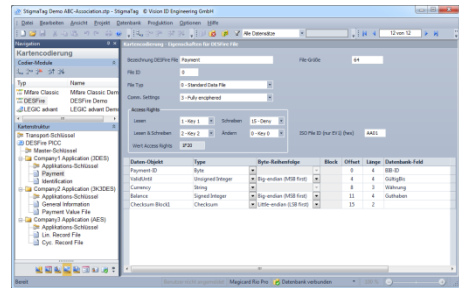 StigmaTag Demo ABC-Association.stp - StigmaTag © Vision ID Engineering GmbH
Datei Bearbeiten Ansicht Projekt Datenbank Produktion Optionen Hilfe
Alle Datensätze
12 von 12
Navigation
Kartencodierung
Coder-Module
Typ Name
Mifare Classic Mifare Classic Dem
DESFire DESFire Demo
LEGIC advant LEGIC advant Demo
Kartenstruktur
Transport-Schlüssel
DESFire PICC
Master-Schlüssel
Company1 Application (3DES)
Applikations-Schlüssel
Payment
Identification
Company2 Application (3K3DES)
Applikations-Schlüssel
General Information
Payment Value File
Company3 Application (AES)
Applikations-Schlüssel
Lin. Record File
Cyc. Record File
Kartencodierung - Eigenschaften für DESFire File
Bezeichnung DESFire File Payment File-Größe 64
File ID 0
File Typ 0 - Standard Data File
Comm. Settings 3 - Fully enciphered
Access Rights
Lesen 1 - Key 1 Schreiben 15 - Deny
Lesen & Schreiben 2 - Key 2 Ändern 0 - Key 0 ISO File ID (nur EV1) (hex) AA01
Wert Access Rights 1F20
Daten-Objekt Type Byte-Reihenfolge Block Offset Länge Datenbank-Feld
Payment-ID Byte 0 4
ValidUntil Unsigned Integer Big-endian (MSB first) 4 4 GültigBis
Currency String 8 3 Währung
Balance Signed Integer Big-endian (MSB first) 11 4 Guthaben
Checksum Block1 Checksum Little-endian (LSB first) 15 2
Bereit
Magicard Rio Pro
Datenbank verbunden